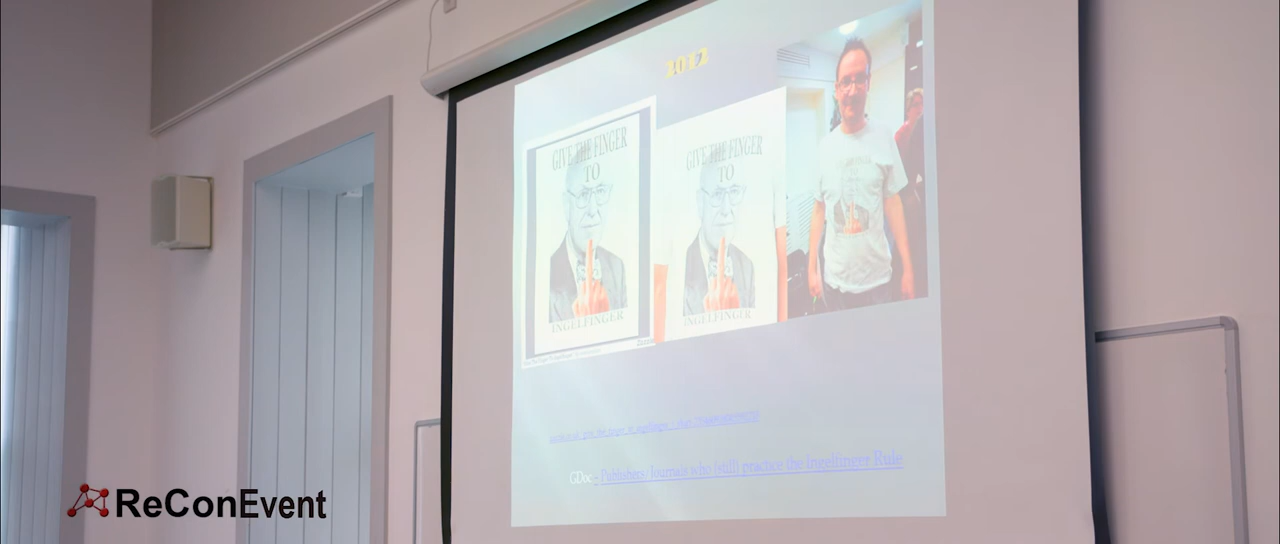 2012
GIVE THE FINGER
TO
INGELFINGER
GIVE THE FINGER
TO
INGELFINGER
GDoc - Publishers/Journals who (still) practice the Ingelfinger Rule
ReConEvent